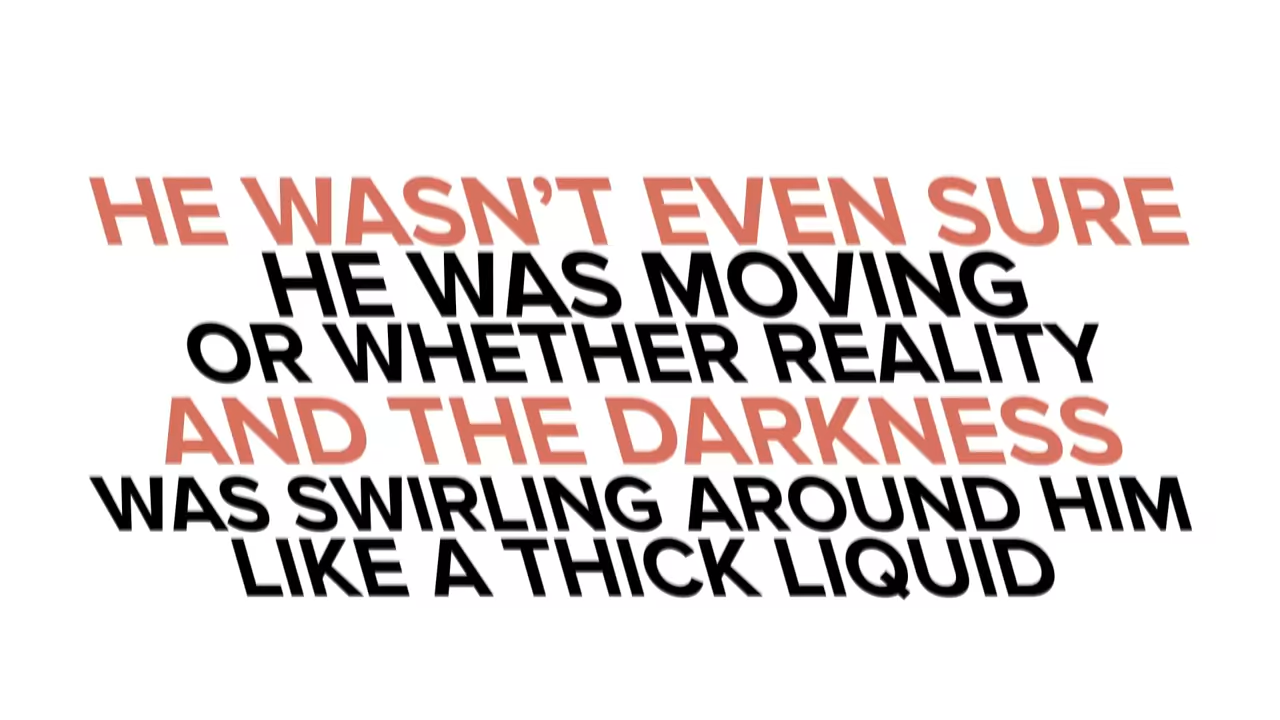 HE WASN’T EVEN SURE
HE WAS MOVING
OR WHETHER REALITY
AND THE DARKNESS
WAS SWIRLING AROUND HIM
LIKE A THICK LIQUID